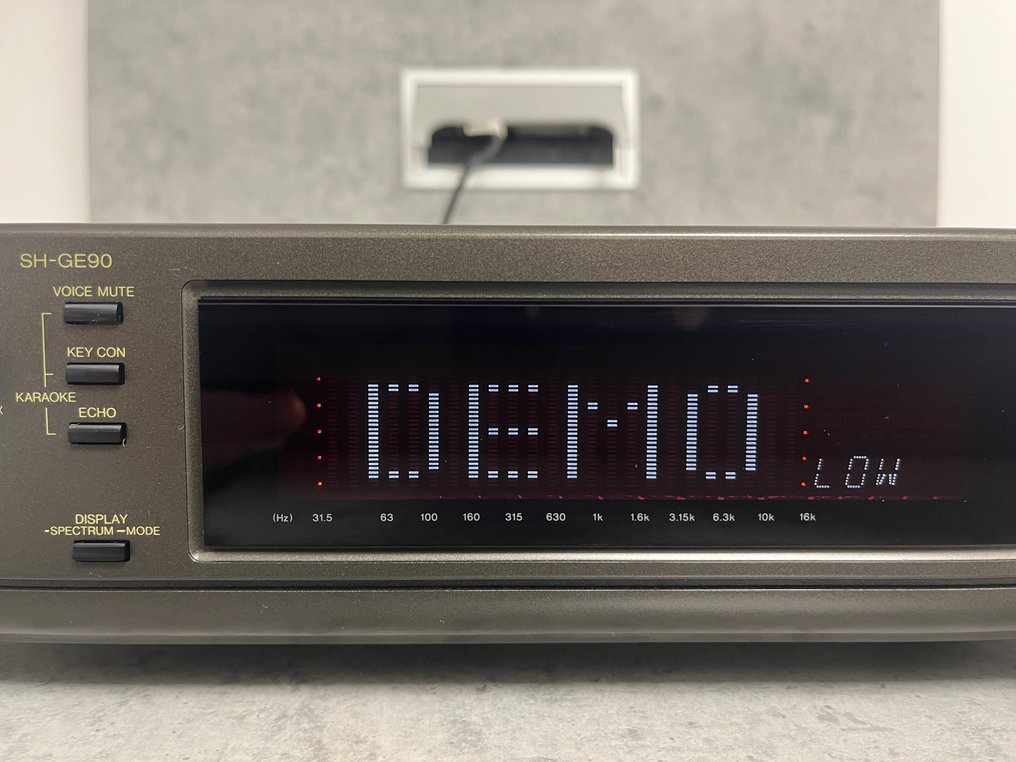 SH-GE90
VOICE MUTE
KEY CON
KARAOKE
ECHO
DISPLAY
-SPECTRUM-MODE
DEMO
LOW
(Hz) 31.5 63 100 160 315 630 1k 1.6k 3.15k 6.3k 10k 16k